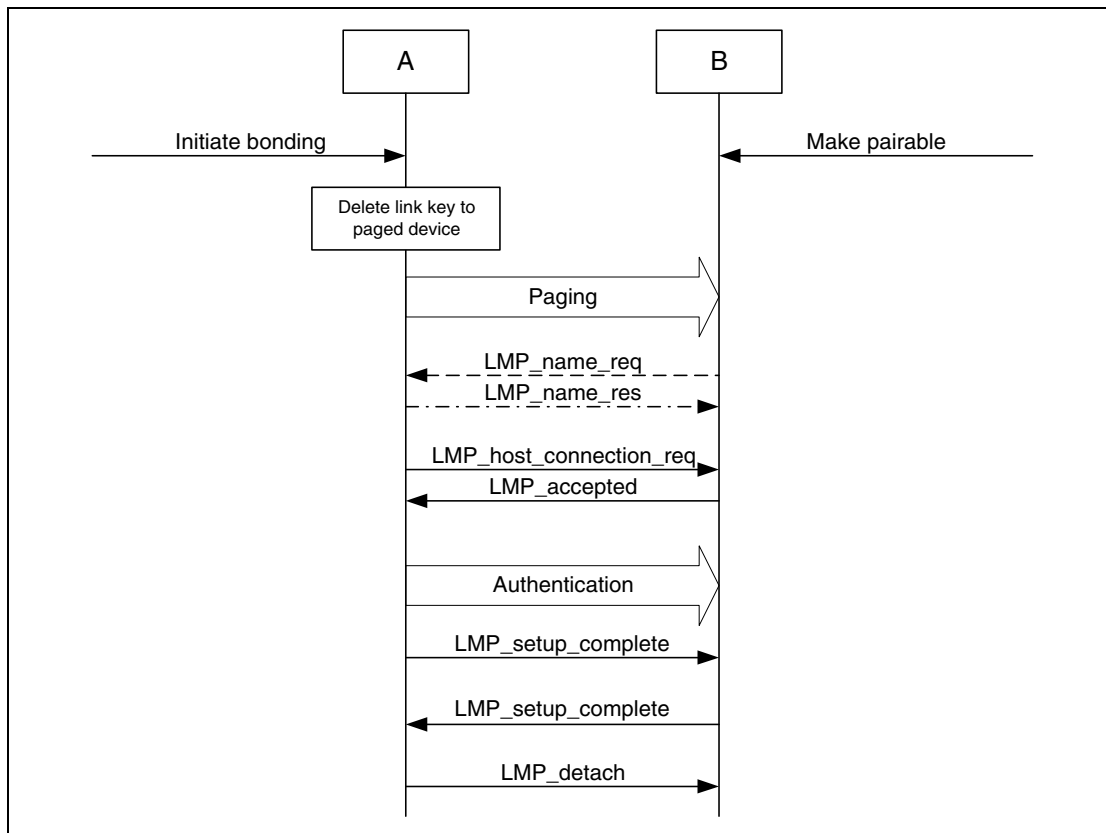 A
B
Initiate bonding
Make pairable
Delete link key to
paged device
Paging
LMP_name_req
LMP_name_res
LMP_host_connection_req
LMP_accepted
Authentication
LMP_setup_complete
LMP_setup_complete
LMP_detach